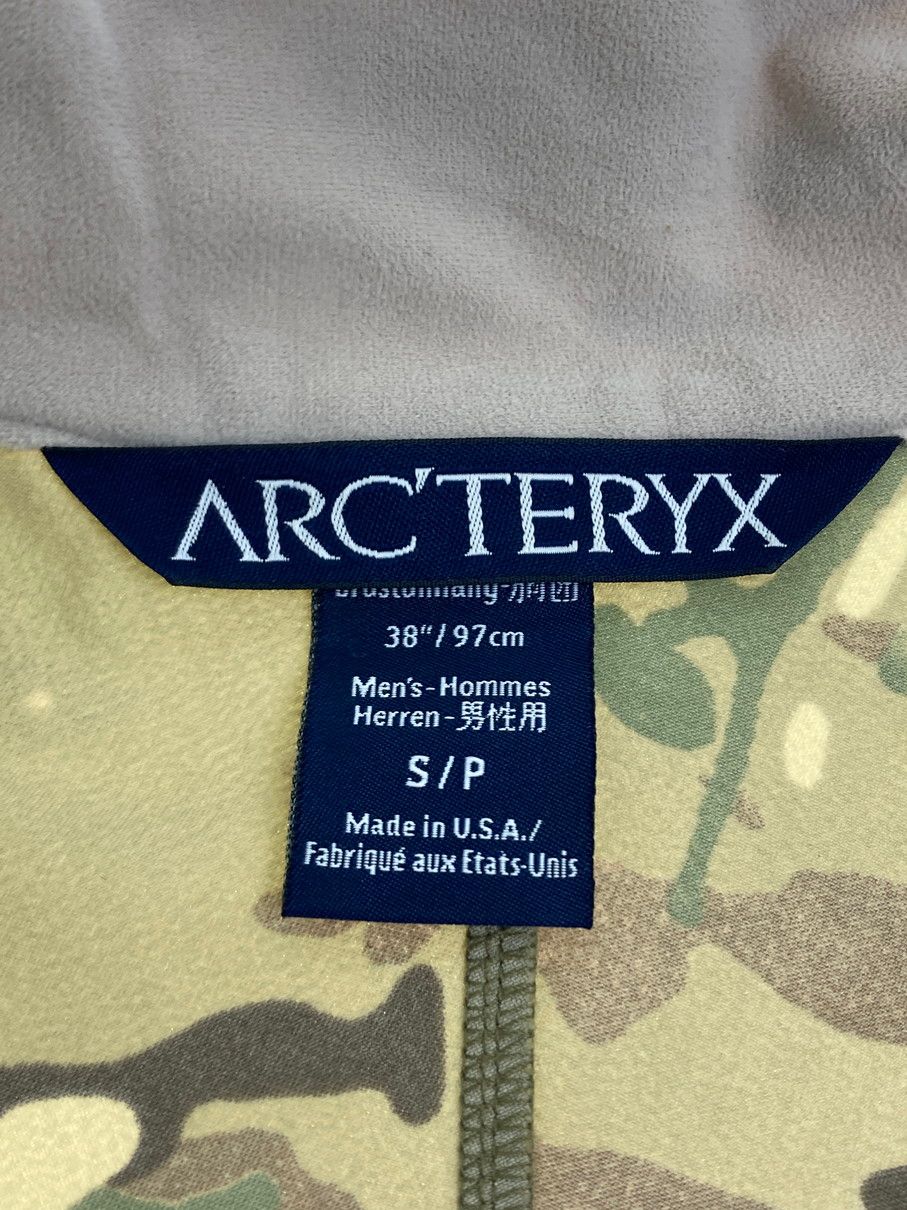 ARC'TERYX
38"/97cm
Men's-Hommes
Herren-男性用
S/P
Made in U.S.A./
Fabriqué aux Etats-Unis